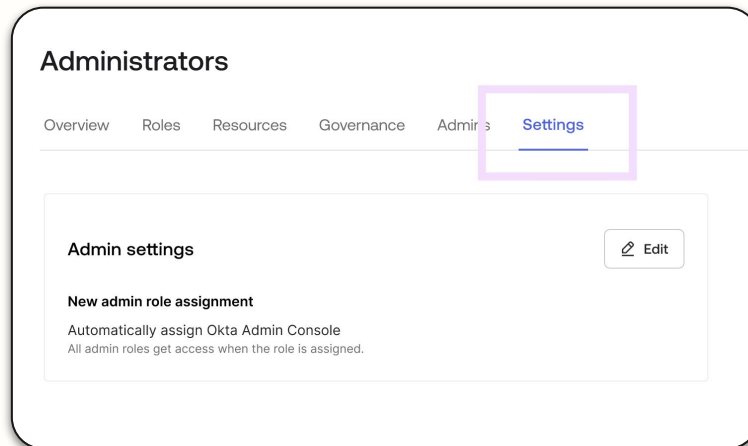 Administrators
Overview Roles Resources Governance Admins Settings
Admin settings
Edit
New admin role assignment
Automatically assign Okta Admin Console
All admin roles get access when the role is assigned.